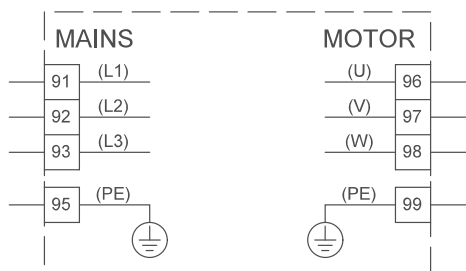 MAINS MOTOR
91 (L1) (U) 96
92 (L2) (V) 97
93 (L3) (W) 98
95 (PE) (PE) 99